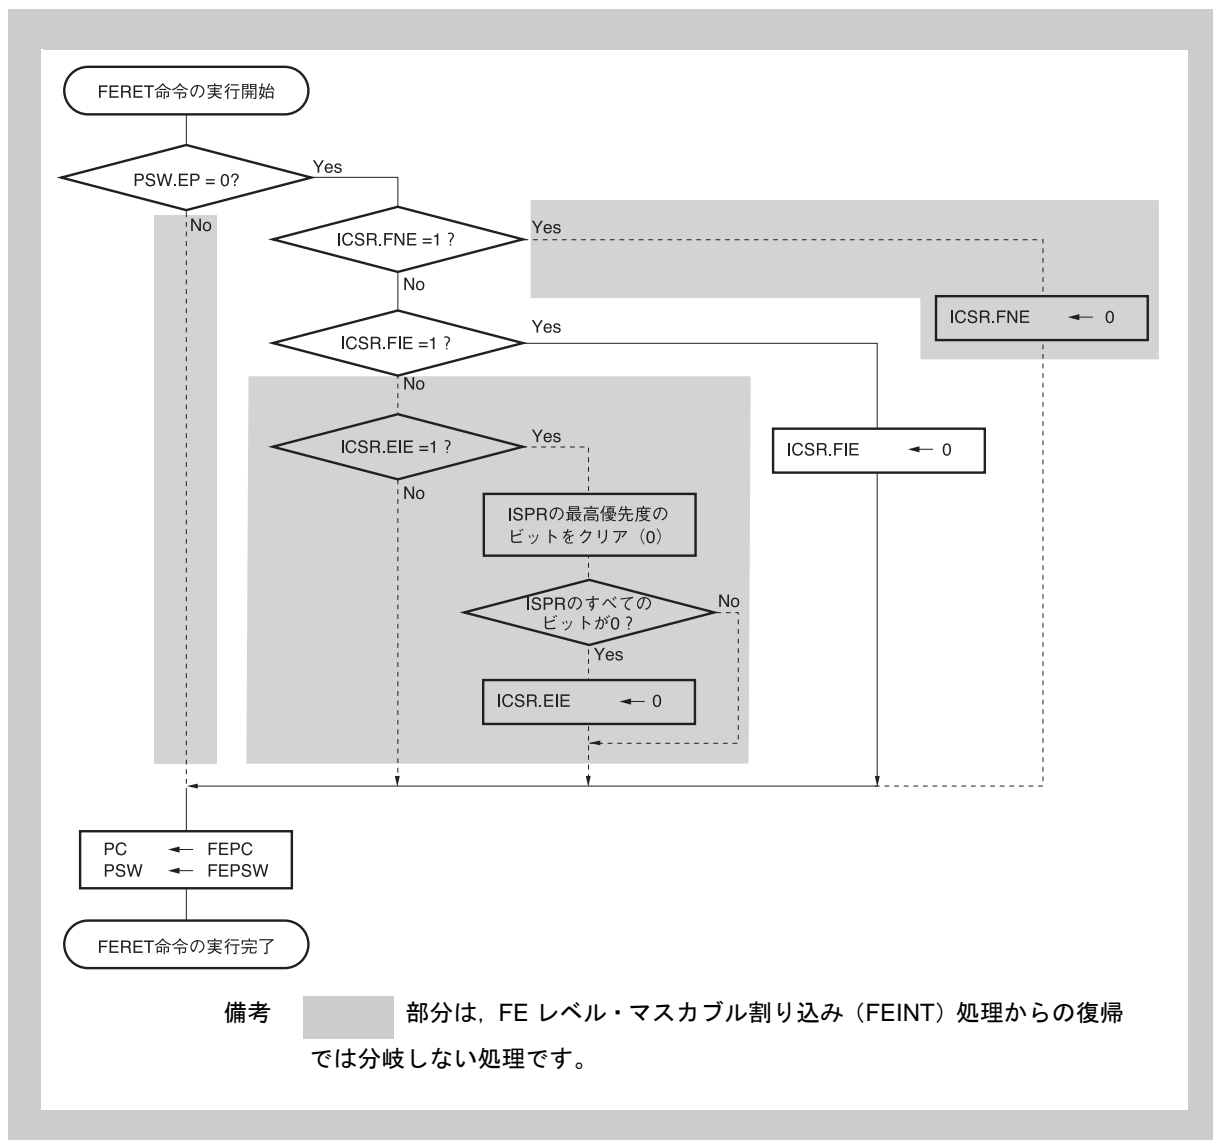 FERET命令の実行開始
PSW.EP = 0?
Yes
No
ICSR.FNE =1 ?
Yes
No
ICSR.FNE ← 0
ICSR.FIE =1 ?
Yes
No
ICSR.EIE =1 ?
Yes
No
ICSR.FIE ← 0
ISPRの最高優先度の
ビットをクリア（0）
ISPRのすべての
ビットが0 ?
No
Yes
ICSR.EIE ← 0
PC ← FEPC
PSW ← FEPSW
FERET命令の実行完了
備考 部分は，FE レベル・マスカブル割り込み（FEINT）処理からの復帰
では分岐しない処理です。